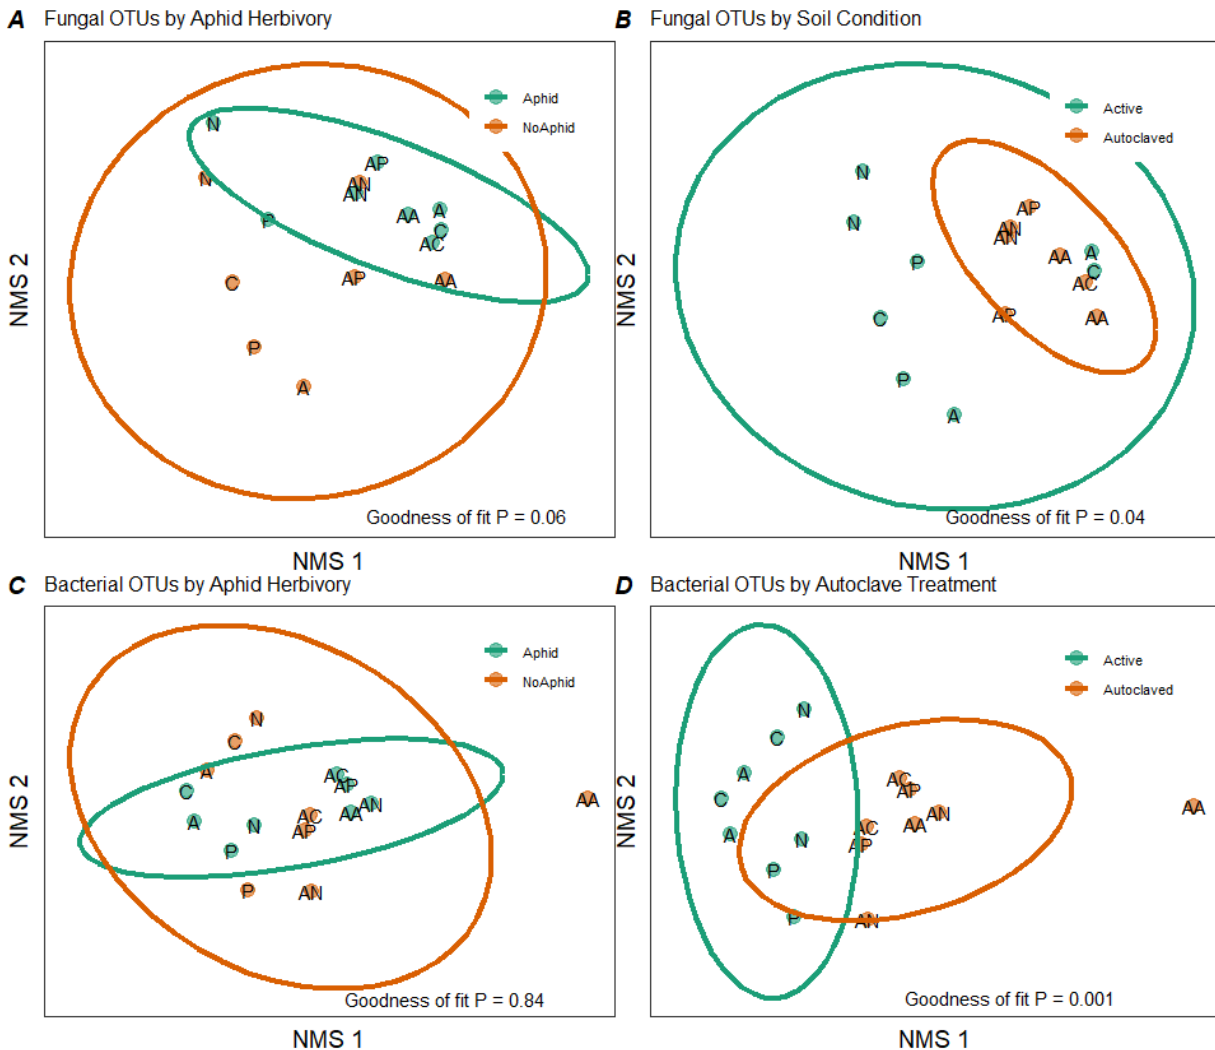 A Fungal OTUs by Aphid Herbivory
N
N
P
AP
AN
AN
AA
A
C
AC
C
AP
AA
P
A
Aphid
NoAphid
Goodness of fit P = 0.06
NMS 2
NMS 1
B Fungal OTUs by Soil Condition
N
N
P
AP
AN
AN
AA
A
C
AC
C
AP
AA
P
A
Active
Autoclaved
Goodness of fit P = 0.04
NMS 2
NMS 1
C Bacterial OTUs by Aphid Herbivory
N
C
A
C
A
N
P
AC
AP
AN
AA
AC
AP
P
AN
AA
Aphid
NoAphid
Goodness of fit P = 0.84
NMS 2
NMS 1
D Bacterial OTUs by Autoclave Treatment
N
C
A
C
A
N
P
P
AC
AP
AN
AA
AC
AP
AN
AA
Active
Autoclaved
Goodness of fit P = 0.001
NMS 2
NMS 1